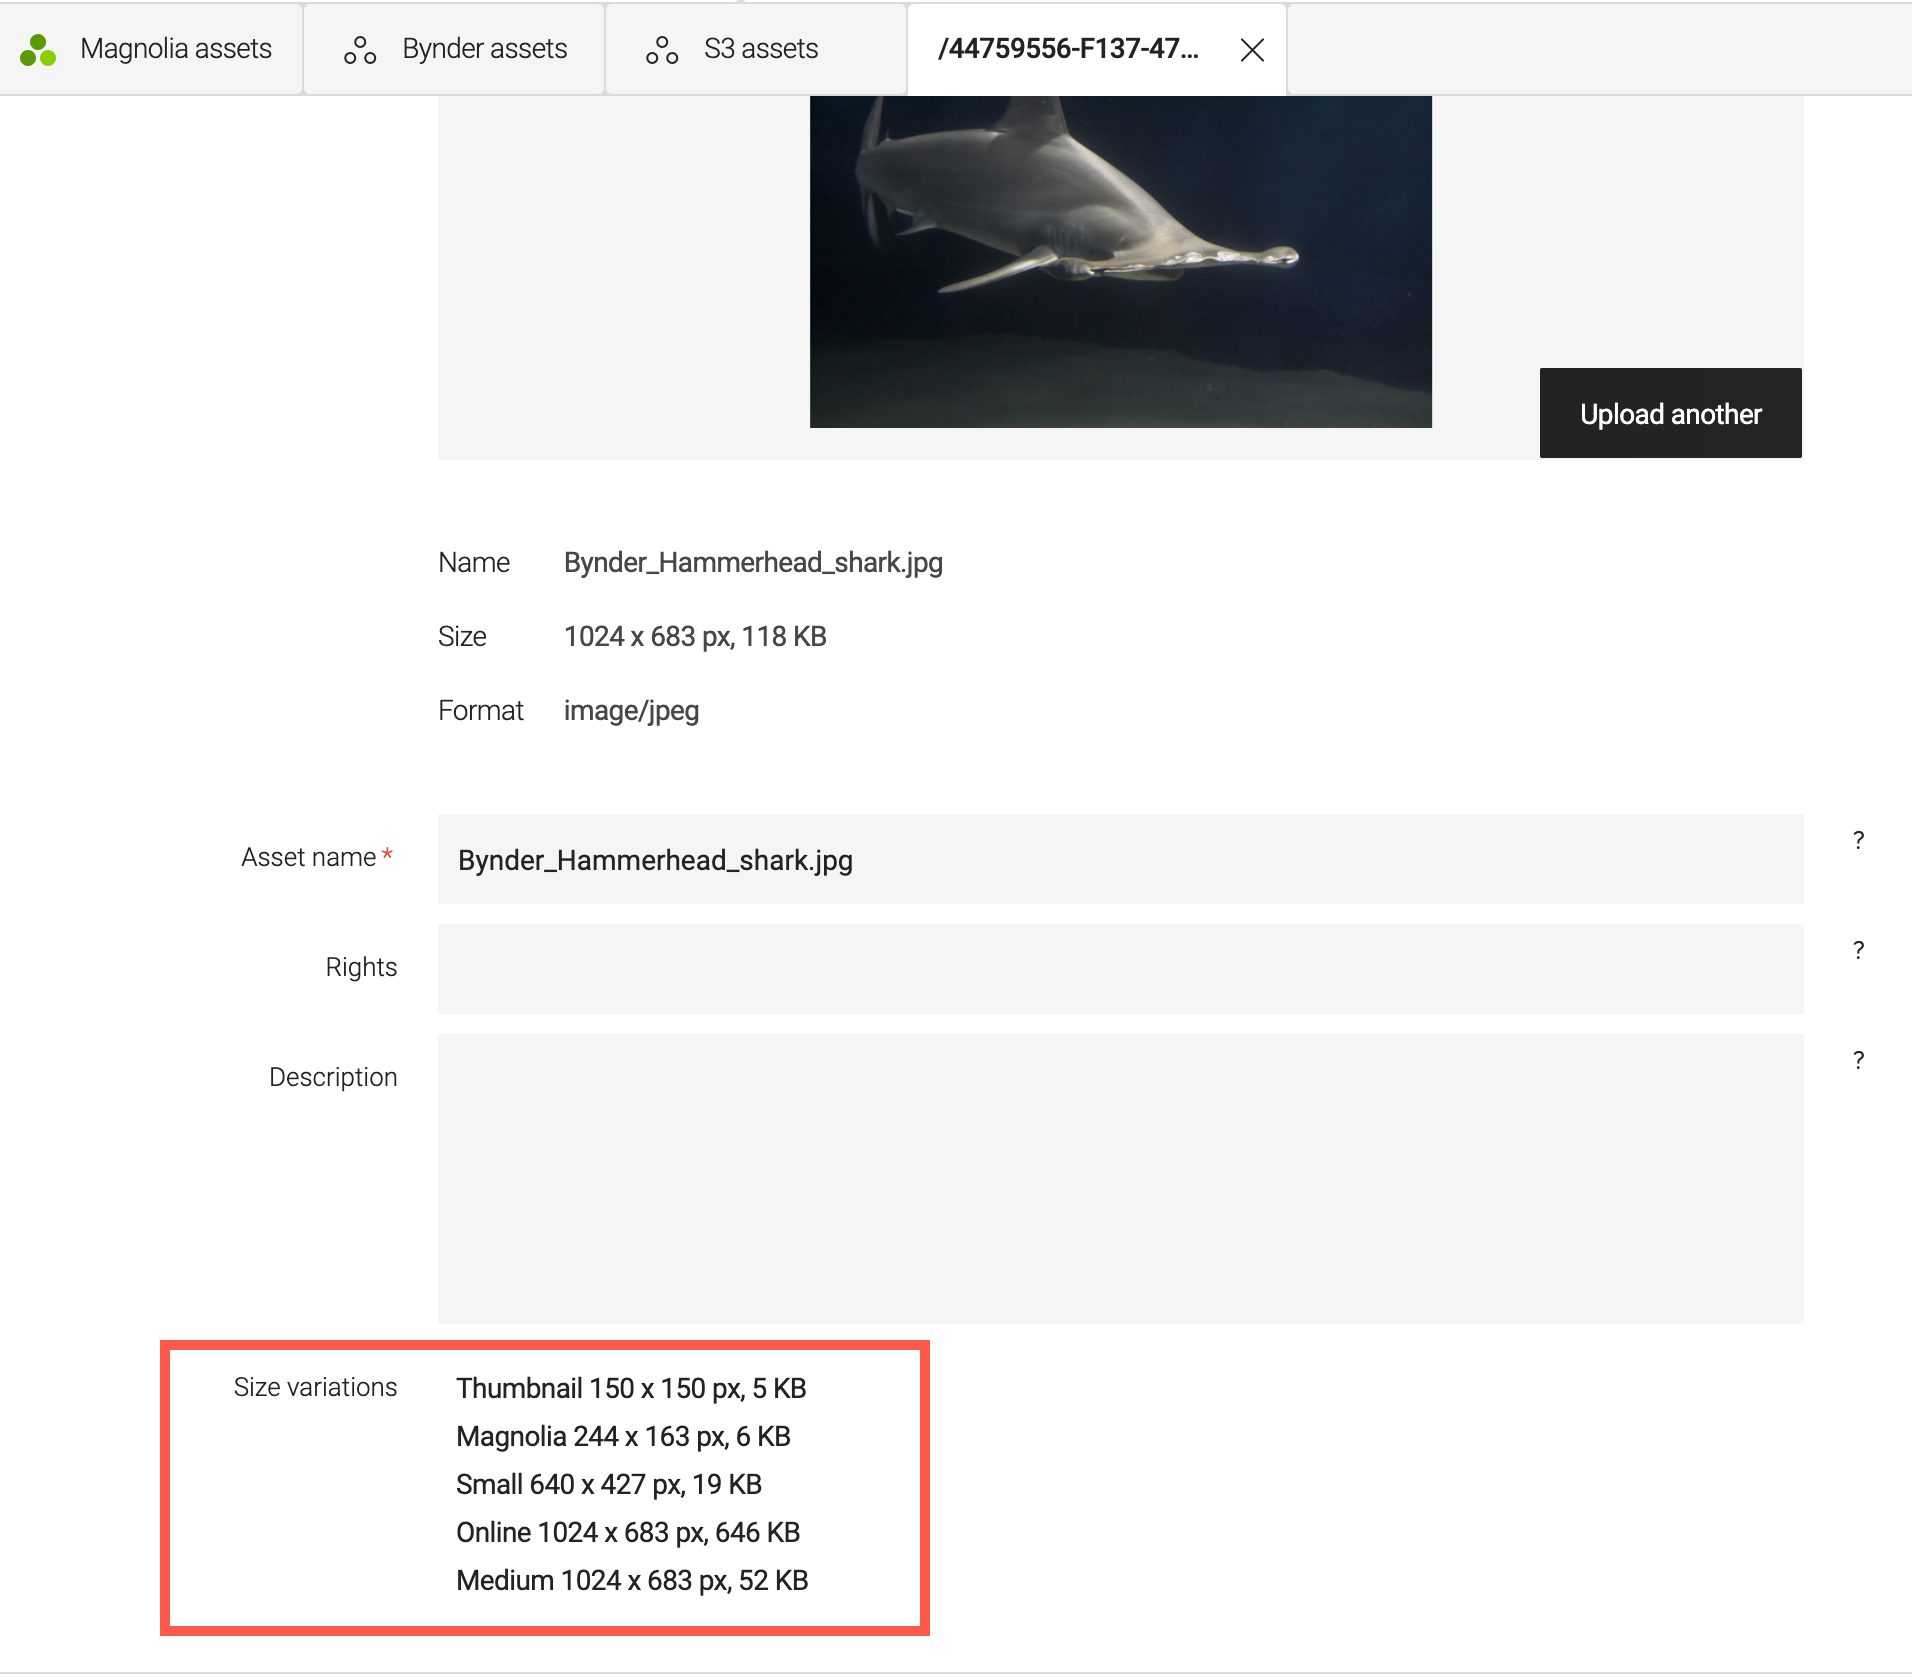 Magnolia assets
Bynder assets
S3 assets
/44759556-F137-47...
Upload another
Name Bynder_Hammerhead_shark.jpg
Size 1024 x 683 px, 118 KB
Format image/jpeg
Asset name * Bynder_Hammerhead_shark.jpg ?
Rights ?
Description ?
Size variations Thumbnail 150 x 150 px, 5 KB
Magnolia 244 x 163 px, 6 KB
Small 640 x 427 px, 19 KB
Online 1024 x 683 px, 646 KB
Medium 1024 x 683 px, 52 KB